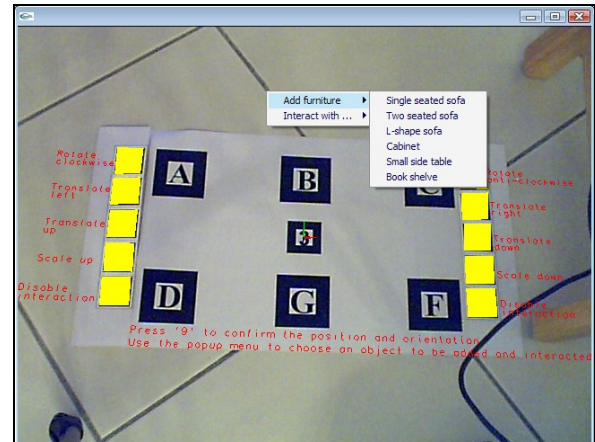 Add furniture
Interact with ...
Single seated sofa
Two seated sofa
L-shape sofa
Cabinet
Small side table
Book shelve
Rotate
clockwise
Translate
left
Translate
up
Scale up
Disable
interaction
A
B
C
D
G
F
Rotate
anti-clockwise
Translate
right
Translate
down
Scale down
Disable
interaction
Press '9' to confirm the position and orientation
Use the popup menu to choose an object to be added and interacted